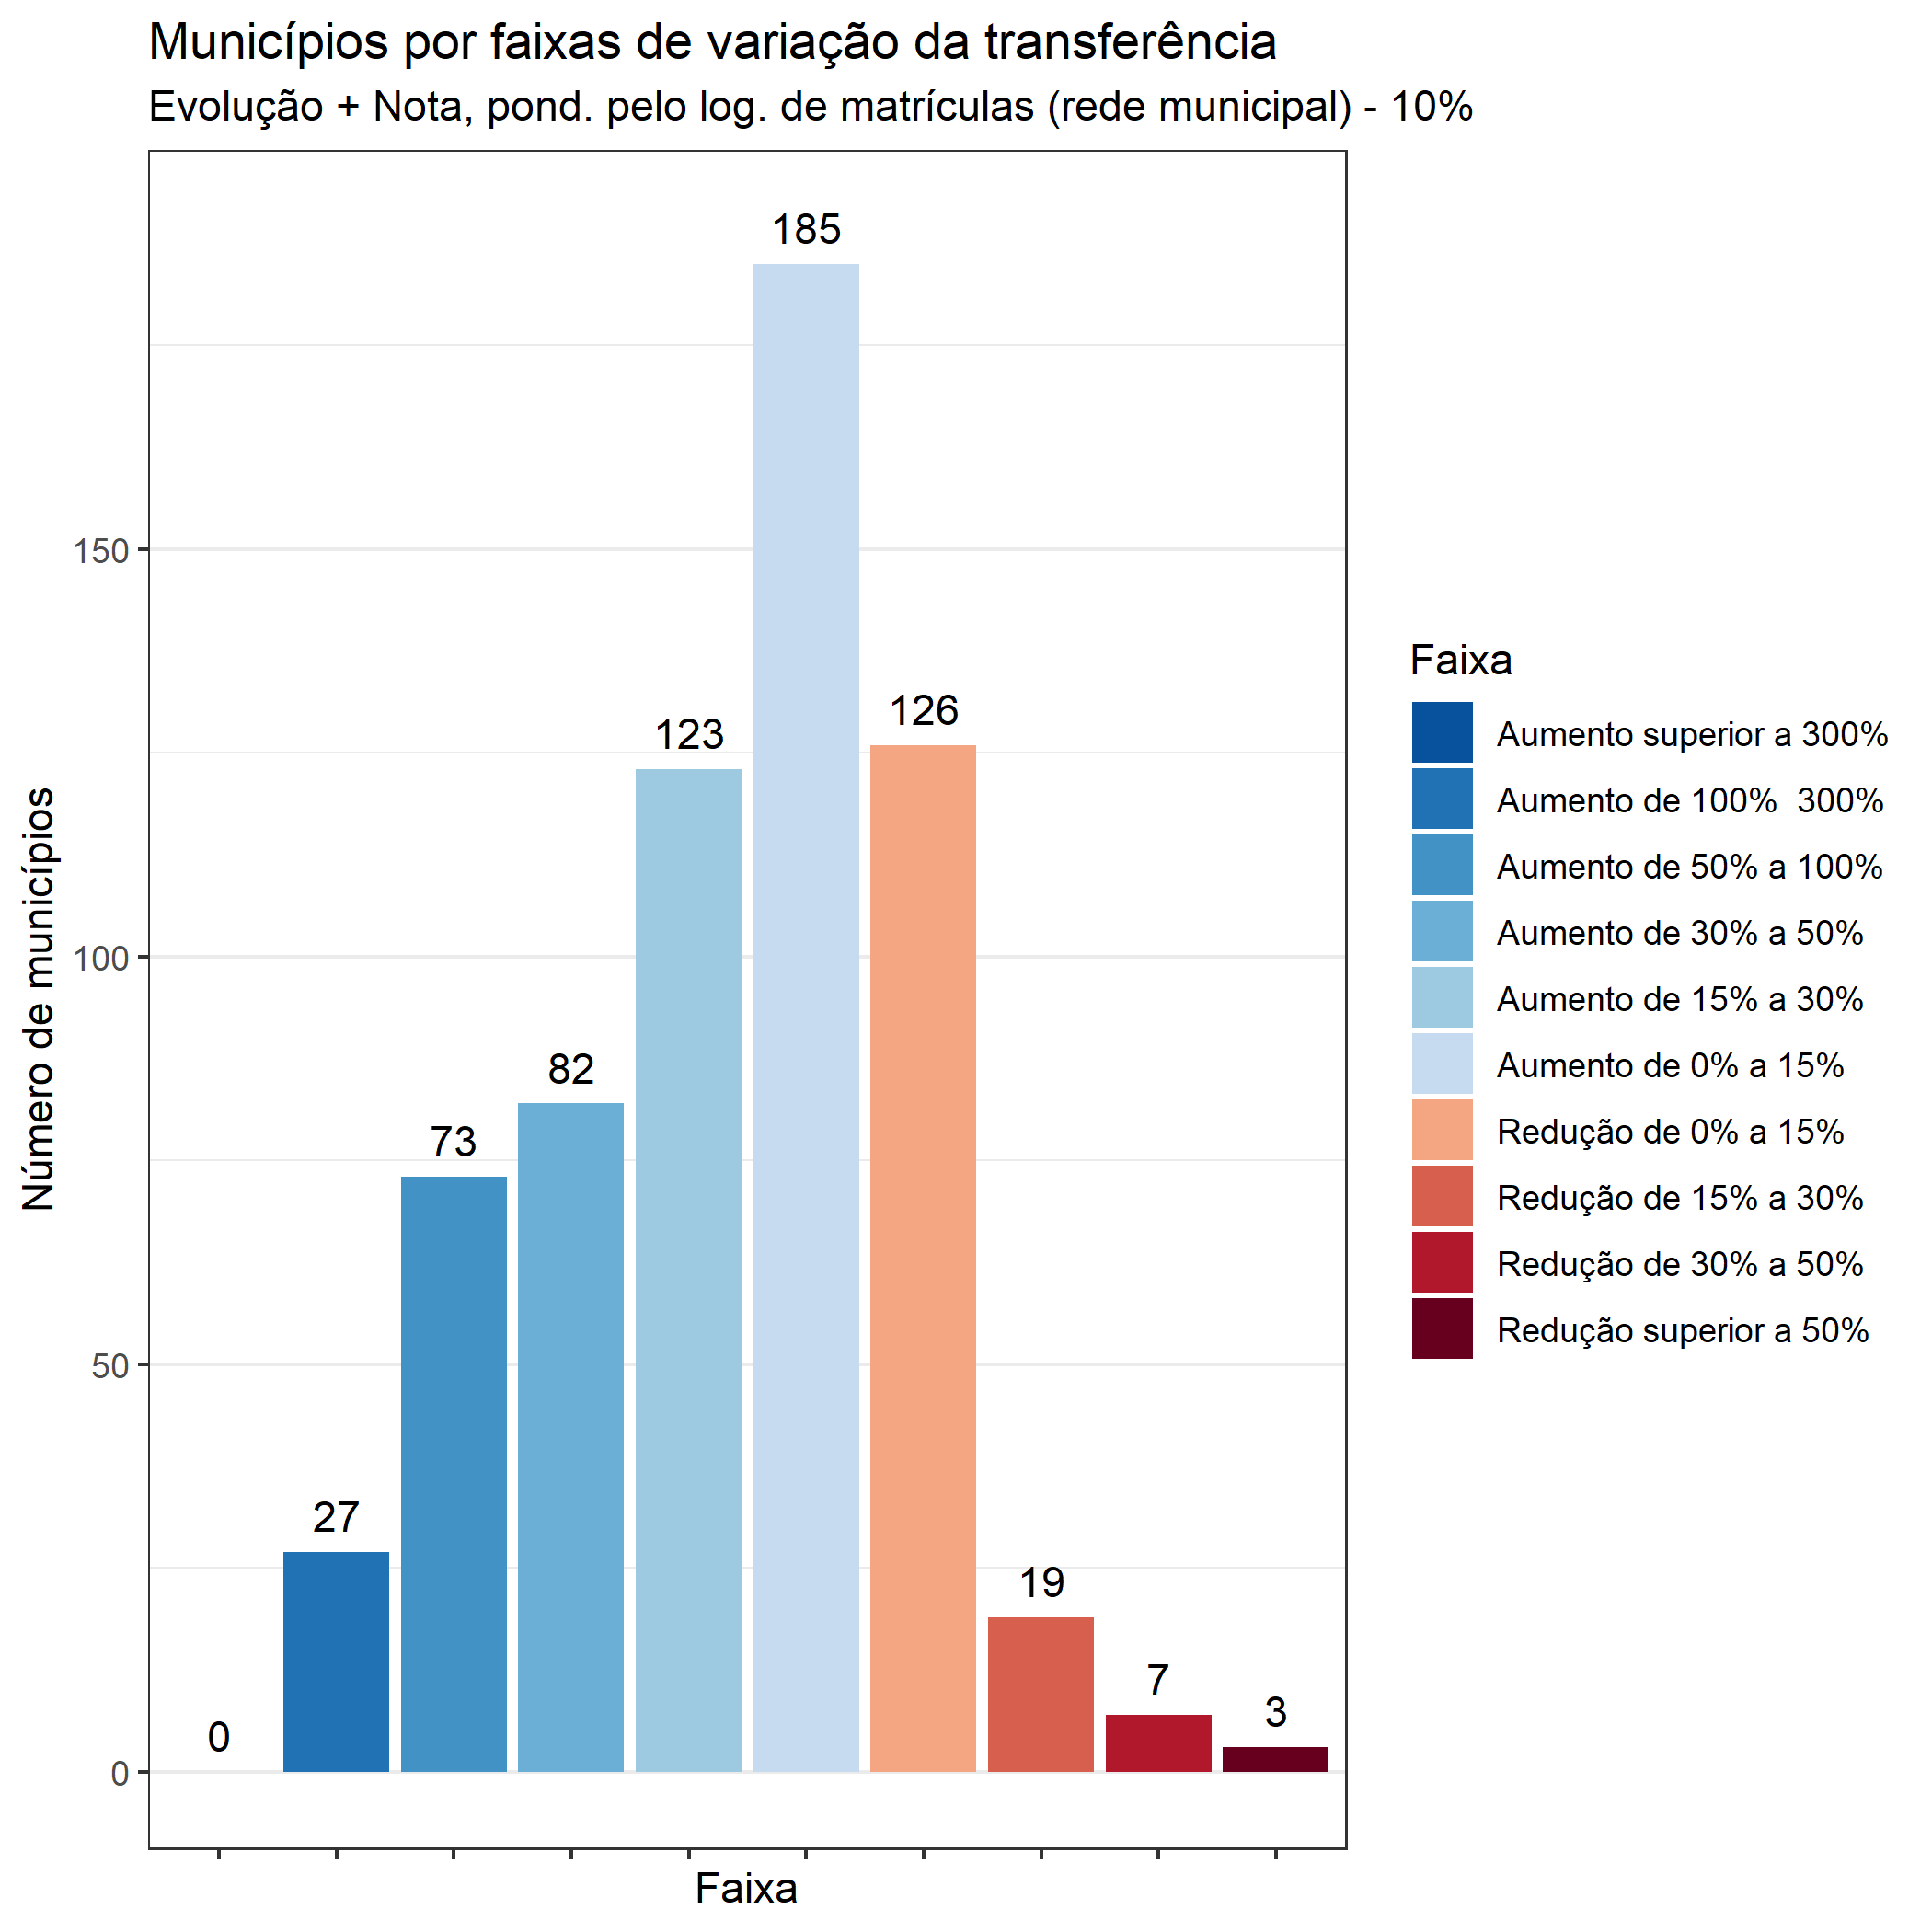 Municípios por faixas de variação da transferência
Evolução + Nota, pond. pelo log. de matrículas (rede municipal) - 10%
Número de municípios
150
100
50
0
0
27
73
82
123
185
126
19
7
3
Faixa
Faixa
Aumento superior a 300%
Aumento de 100%  300%
Aumento de 50% a 100%
Aumento de 30% a 50%
Aumento de 15% a 30%
Aumento de 0% a 15%
Redução de 0% a 15%
Redução de 15% a 30%
Redução de 30% a 50%
Redução superior a 50%